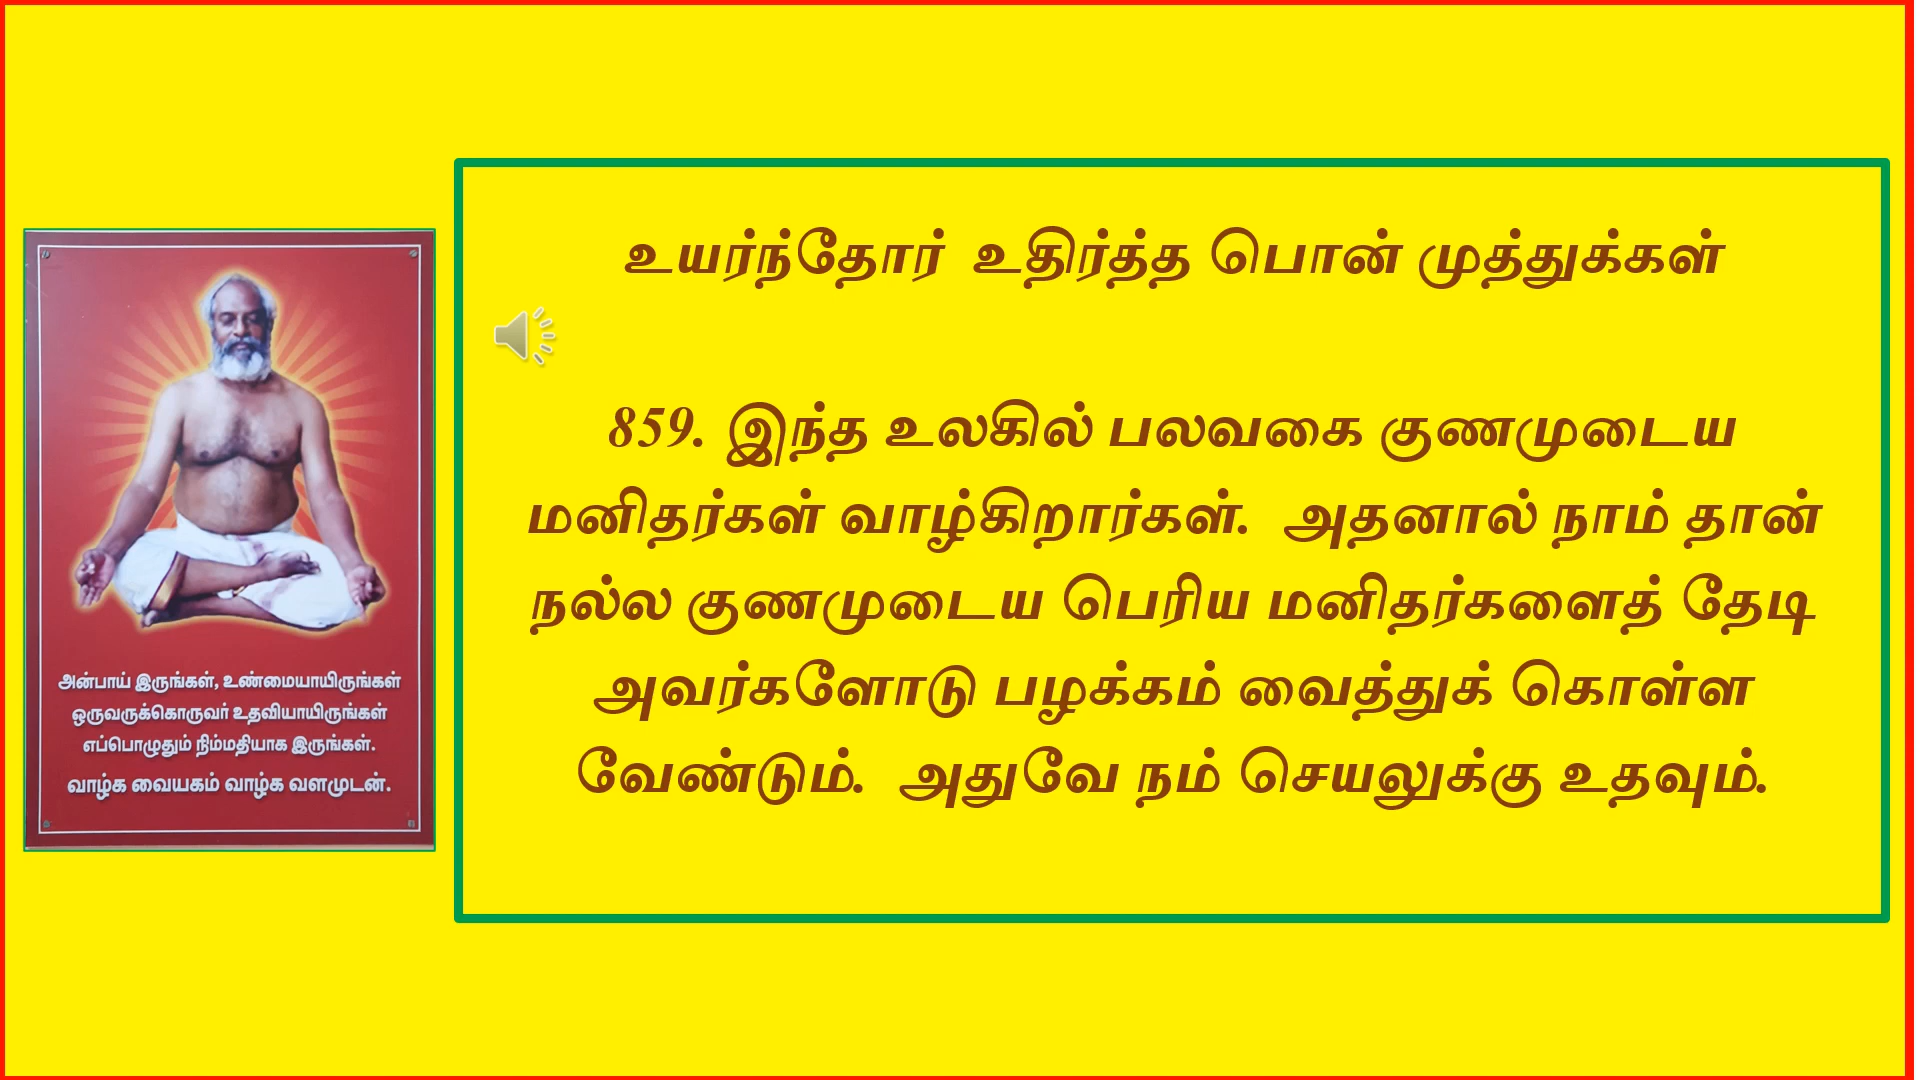 உயர்ந்தோர் உதிர்த்த பொன் முத்துக்கள்
859. இந்த உலகில் பலவகை குணமுடைய
மனிதர்கள் வாழ்கிறார்கள். அதனால் நாம் தான்
நல்ல குணமுடைய பெரிய மனிதர்களைத் தேடி
அவர்களோடு பழக்கம் வைத்துக் கொள்ள
வேண்டும். அதுவே நம் செயலுக்கு உதவும்.
அன்பாய் இருங்கள், உண்மையாயிருங்கள்
ஒருவருக்கொருவர் உதவியாயிருங்கள்
எப்பொழுதும் நிம்மதியாக இருங்கள்.
வாழ்க வையகம் வாழ்க வளமுடன்.